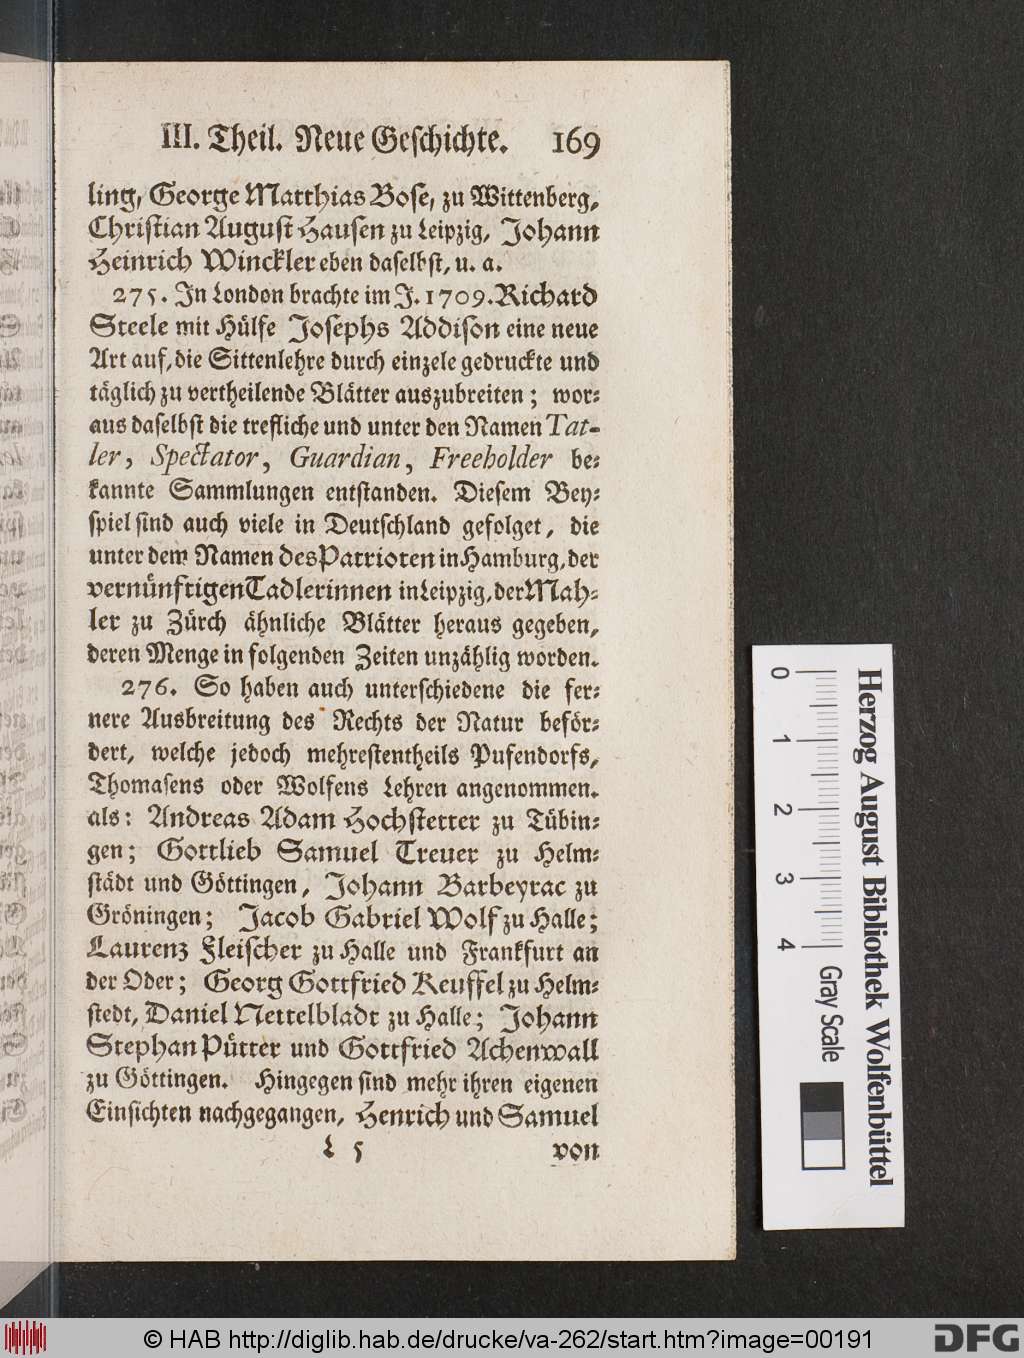 III. Theil. Neue Geschichte. 169
ling, George Matthias Bose, zu Wittenberg,
Christian August Hausen zu Leipzig, Johann
Heinrich Winckler eben daselbst, u. a.
275. In London brachte im J. 1709. Richard
Steele mit Hülfe Josephs Addison eine neue
Art auf, die Sittenlehre durch einzele gedruckte und
täglich zu vertheilende Blätter auszubreiten; wor-
aus daselbst die trefliche und unter den Namen Tat-
ler, Spectator, Guardian, Freeholder be-
kannte Sammlungen entstanden. Diesem Bey-
spiel sind auch viele in Deutschland gefolget, die
unter dem Namen des Patrioten in Hamburg, der
vernünftigen Tadlerinnen in Leipzig, der Mah-
ler zu Zürch ähnliche Blätter heraus gegeben,
deren Menge in folgenden Zeiten unzählig worden.
276. So haben auch unterschiedene die fer-
nere Ausbreitung des Rechts der Natur beför-
dert, welche jedoch mehrestentheils Pufendorfs,
Thomasens oder Wolfens Lehren angenommen.
als: Andreas Adam Hochstetter zu Tübin-
gen; Gottlieb Samuel Treuer zu Helm-
städt und Göttingen, Johann Barbeyrac zu
Gröningen; Jacob Gabriel Wolf zu Halle;
Laurenz Fleischer zu Halle und Frankfurt an
der Oder; Georg Gottfried Keuffel zu Helm-
stedt, Daniel Nettelbladt zu Halle; Johann
Stephan Pütter und Gottfried Achenwall
zu Göttingen. Hingegen sind mehr ihren eigenen
Einsichten nachgegangen, Henrich und Samuel
L 5 von
0 1 2 3 4 Gray Scale
Herzog August Bibliothek Wolfenbüttel
© HAB http://diglib.hab.de/drucke/va-262/start.htm?image=00191
DFG